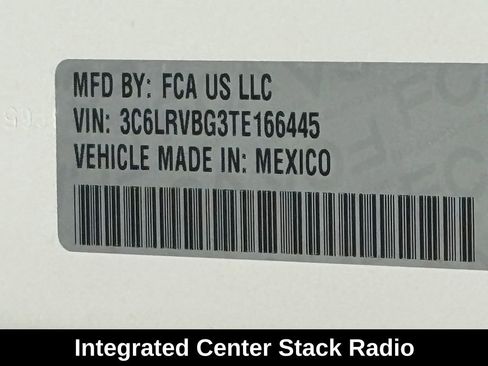 MFD BY: FCA US LLC
VIN: 3C6LRVBG3TE166445
VEHICLE MADE IN: MEXICO
Integrated Center Stack Radio